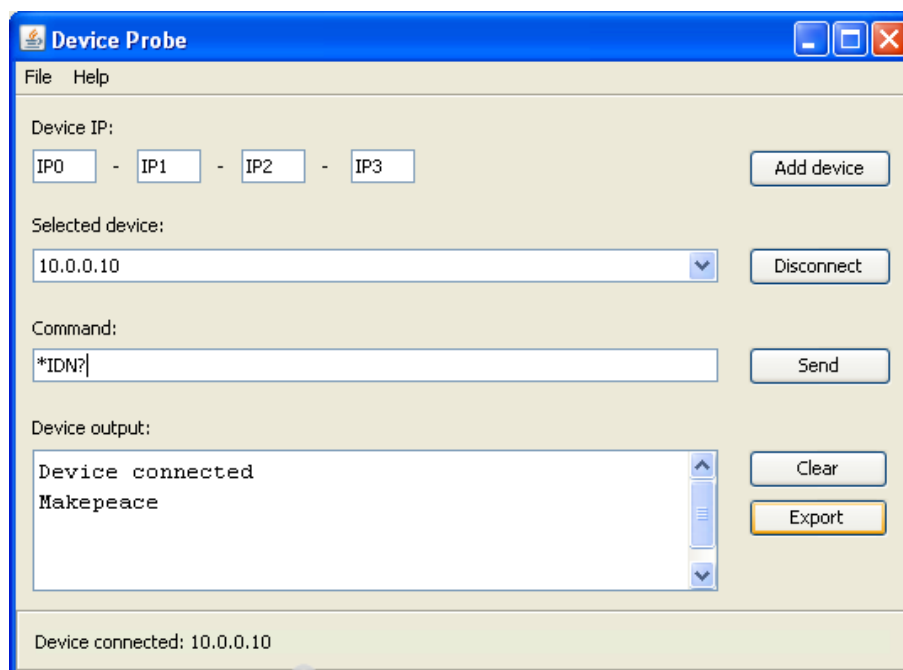 Device Probe
File Help
Device IP:
IP0 - IP1 - IP2 - IP3 Add device
Selected device:
10.0.0.10 Disconnect
Command:
*IDN? Send
Device output:
Device connected Clear
Makepeace Export
Device connected: 10.0.0.10